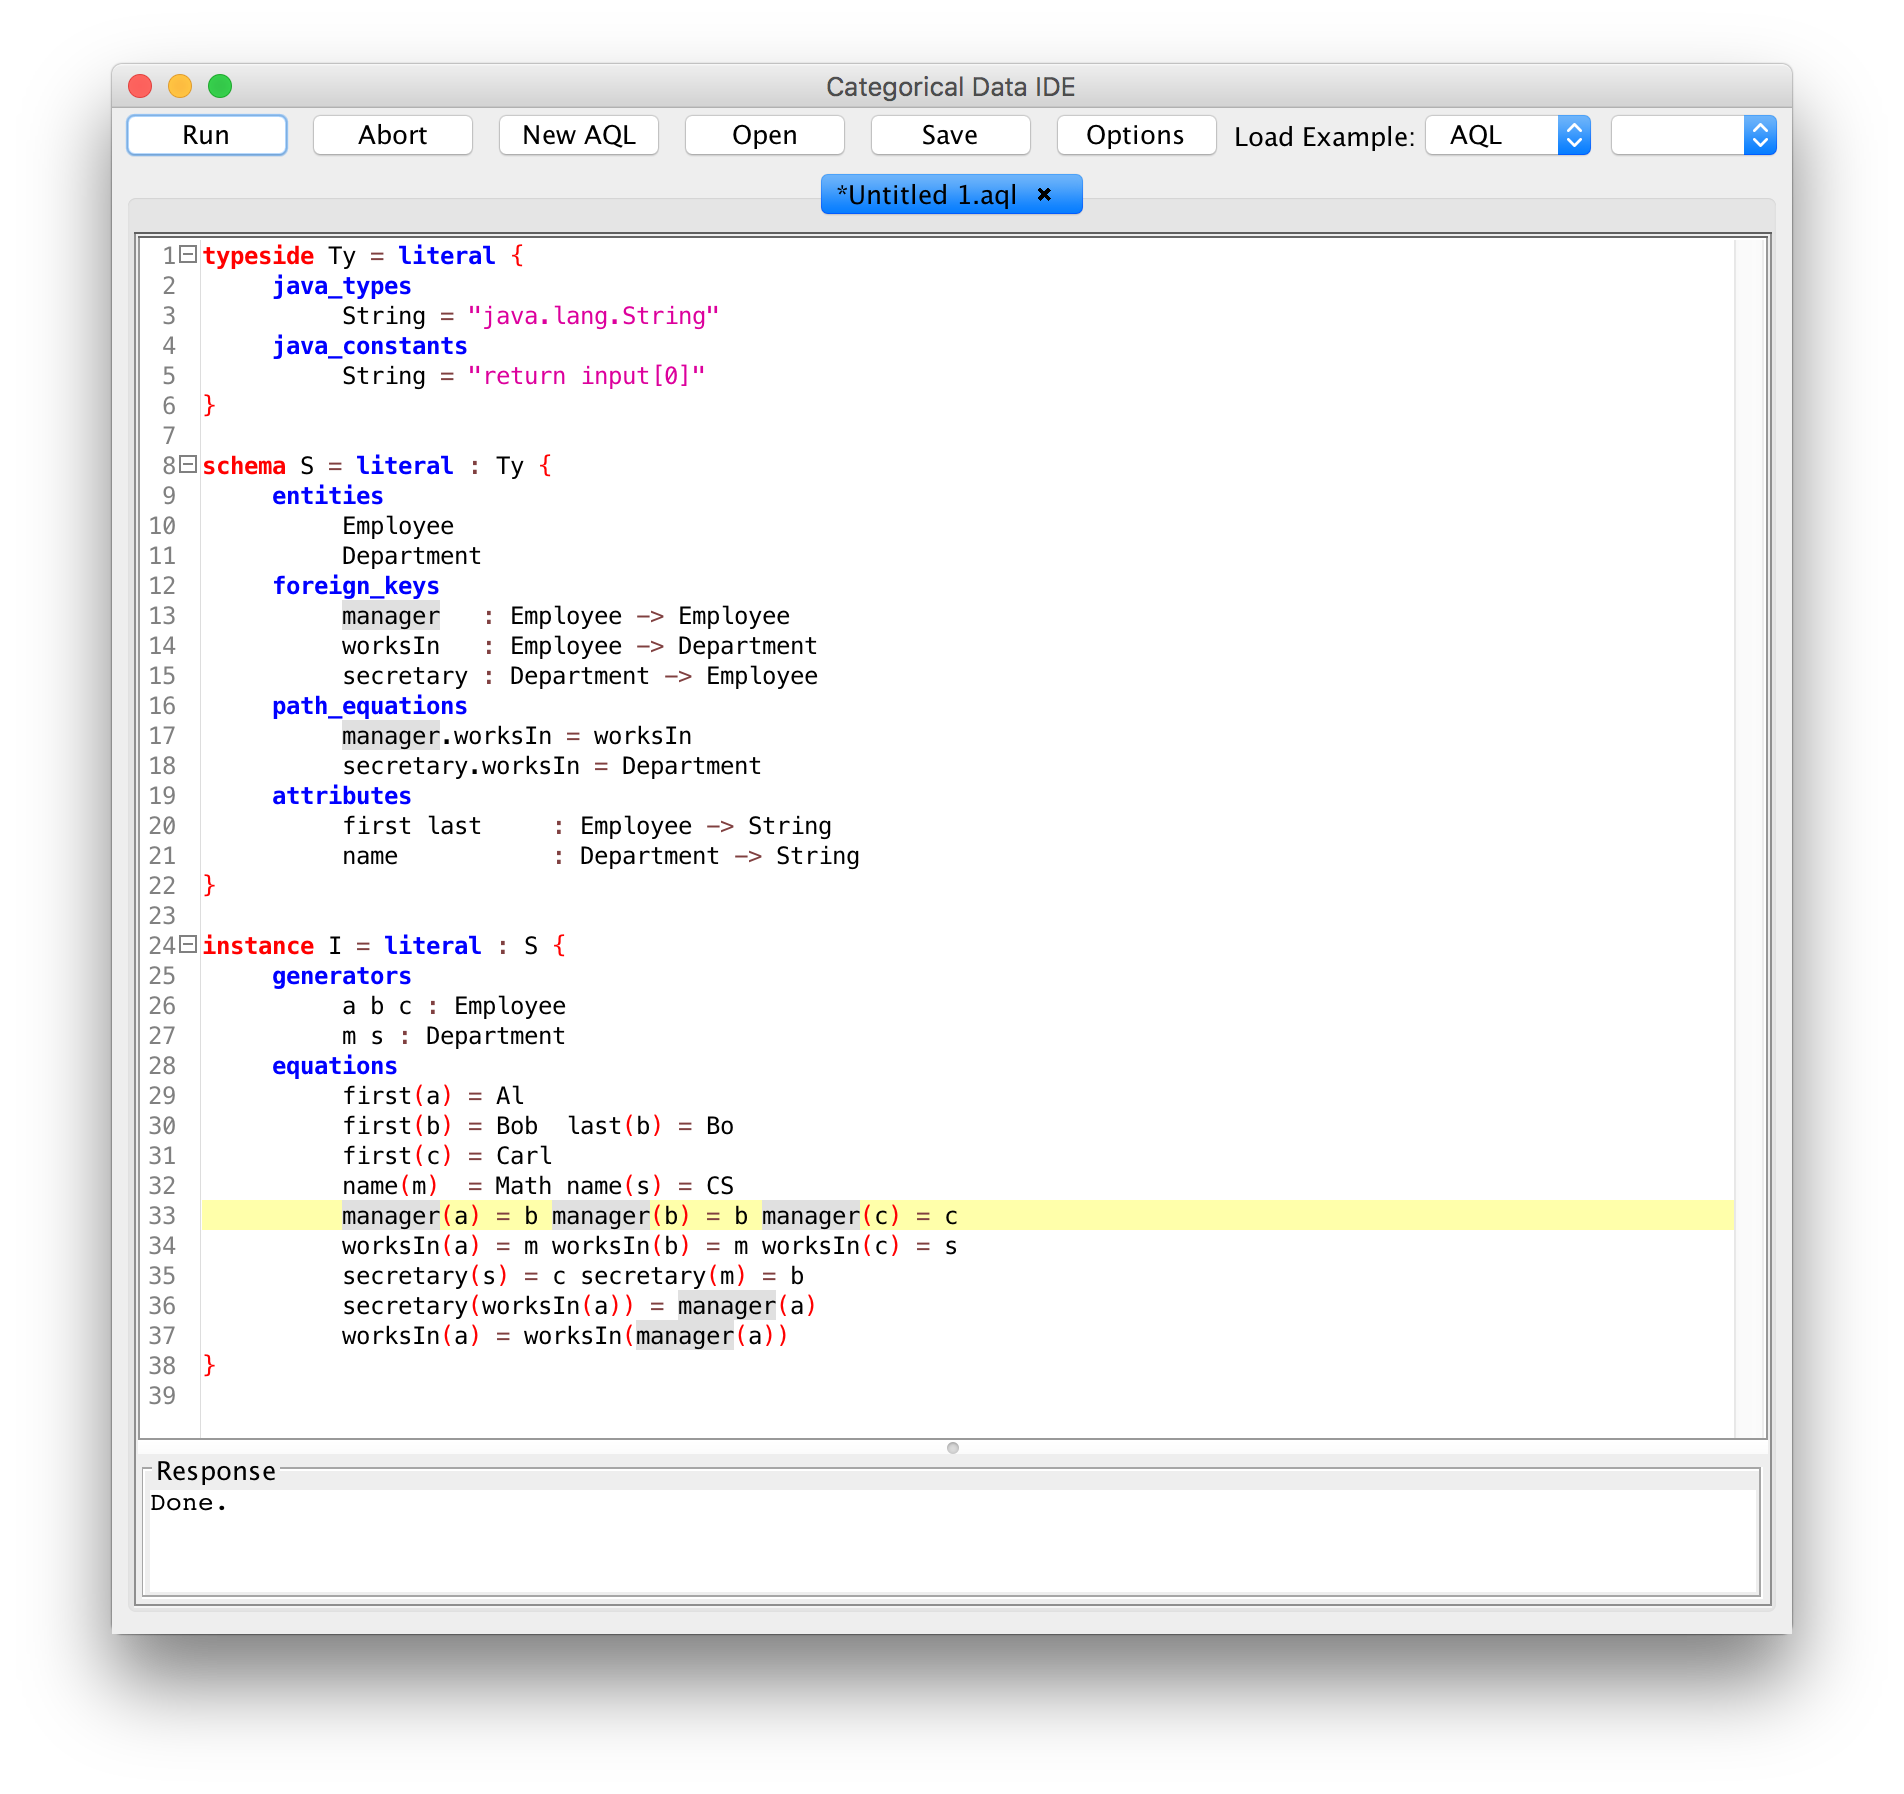 Categorical Data IDE
Run Abort New AQL Open Save Options Load Example: AQL
*Untitled 1.aql ✖
1 typeside Ty = literal {
2 java_types
3 String = "java.lang.String"
4 java_constants
5 String = "return input[0]"
6 }
7
8 schema S = literal : Ty {
9 entities
10 Employee
11 Department
12 foreign_keys
13 manager : Employee -> Employee
14 worksIn : Employee -> Department
15 secretary : Department -> Employee
16 path_equations
17 manager.worksIn = worksIn
18 secretary.worksIn = Department
19 attributes
20 first last : Employee -> String
21 name : Department -> String
22 }
23
24 instance I = literal : S {
25 generators
26 a b c : Employee
27 m s : Department
28 equations
29 first(a) = Al
30 first(b) = Bob last(b) = Bo
31 first(c) = Carl
32 name(m) = Math name(s) = CS
33 manager(a) = b manager(b) = b manager(c) = c
34 worksIn(a) = m worksIn(b) = m worksIn(c) = s
35 secretary(s) = c secretary(m) = b
36 secretary(worksIn(a)) = manager(a)
37 worksIn(a) = worksIn(manager(a))
38 }
39
Response
Done.